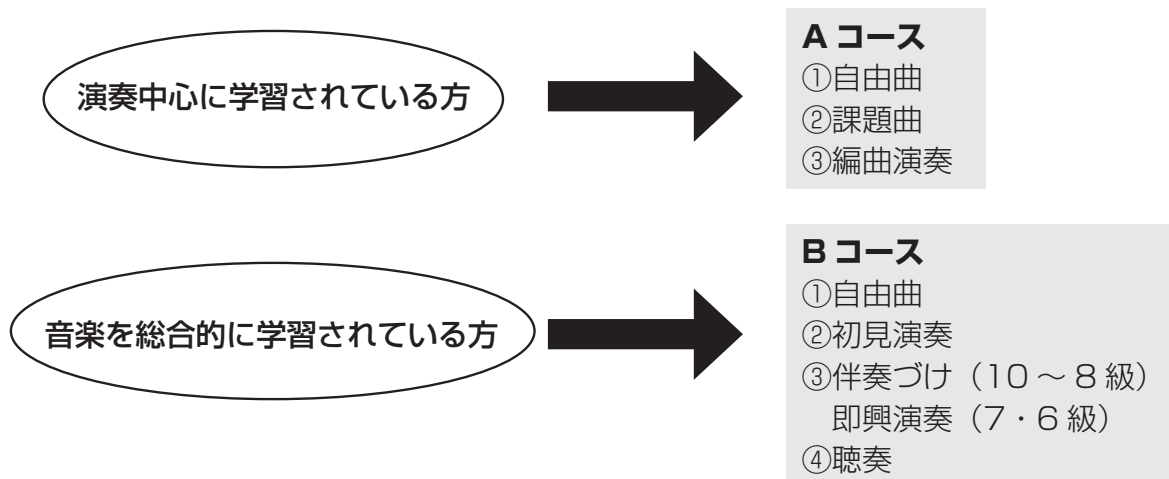 演奏中心に学習されている方
A コース
①自由曲
②課題曲
③編曲演奏
音楽を総合的に学習されている方
B コース
①自由曲
②初見演奏
③伴奏づけ（10～8級）
即興演奏（7・6級）
④聴奏